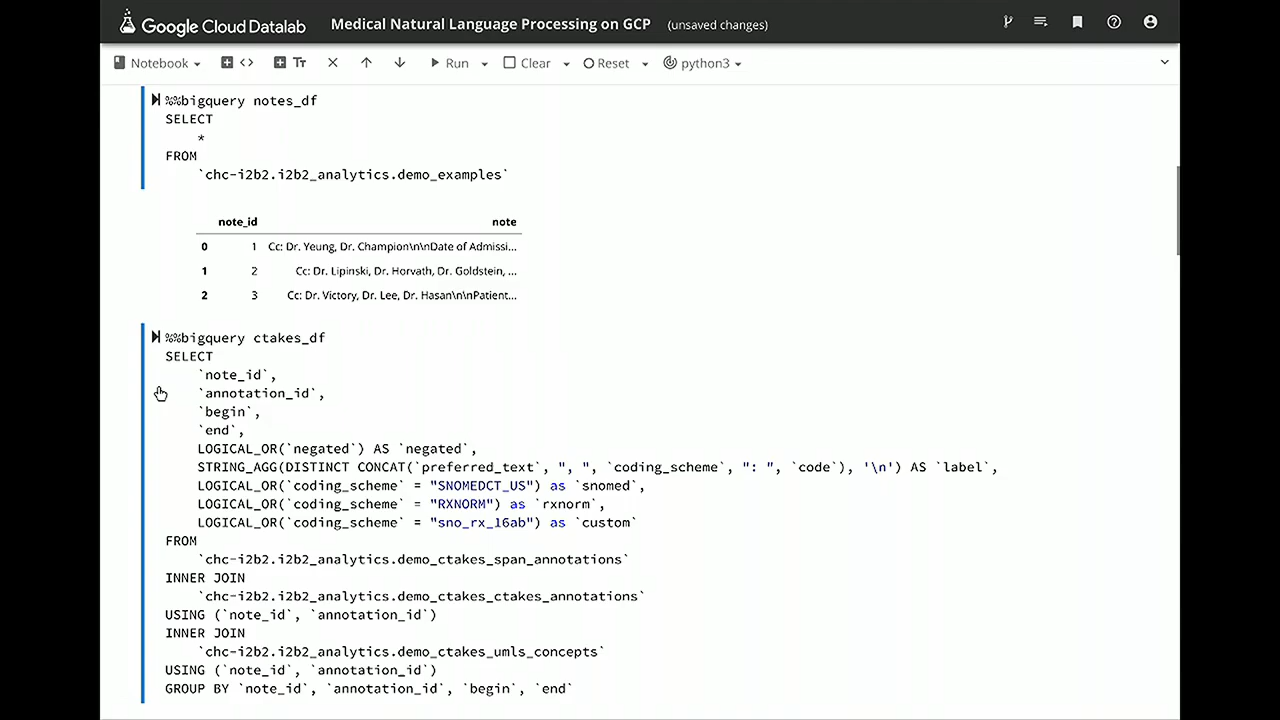 Google Cloud Datalab Medical Natural Language Processing on GCP (unsaved changes)
Notebook Tr Run Clear Reset python3
%%bigquery notes_df
SELECT
*
FROM
`chc-i2b2.i2b2_analytics.demo_examples`
note_id note
0 1 Cc: Dr. Yeung, Dr. Champion\n\nDate of Admissi...
1 2 Cc: Dr. Lipinski, Dr. Horvath, Dr. Goldstein, ...
2 3 Cc: Dr. Victory, Dr. Lee, Dr. Hasan\n\nPatient...
%%bigquery ctakes_df
SELECT
`note_id`,
`annotation_id`,
`begin`,
`end`,
LOGICAL_OR(`negated`) AS `negated`,
STRING_AGG(DISTINCT CONCAT(`preferred_text`, ", ", `coding_scheme`, ": ", `code`), '\n') AS `label`,
LOGICAL_OR(`coding_scheme` = "SNOMEDCT_US") as `snomed`,
LOGICAL_OR(`coding_scheme` = "RXNORM") as `rxnorm`,
LOGICAL_OR(`coding_scheme` = "sno_rx_16ab") as `custom`
FROM
`chc-i2b2.i2b2_analytics.demo_ctakes_span_annotations`
INNER JOIN
`chc-i2b2.i2b2_analytics.demo_ctakes_ctakes_annotations`
USING (`note_id`, `annotation_id`)
INNER JOIN
`chc-i2b2.i2b2_analytics.demo_ctakes_umls_concepts`
USING (`note_id`, `annotation_id`)
GROUP BY `note_id`, `annotation_id`, `begin`, `end`